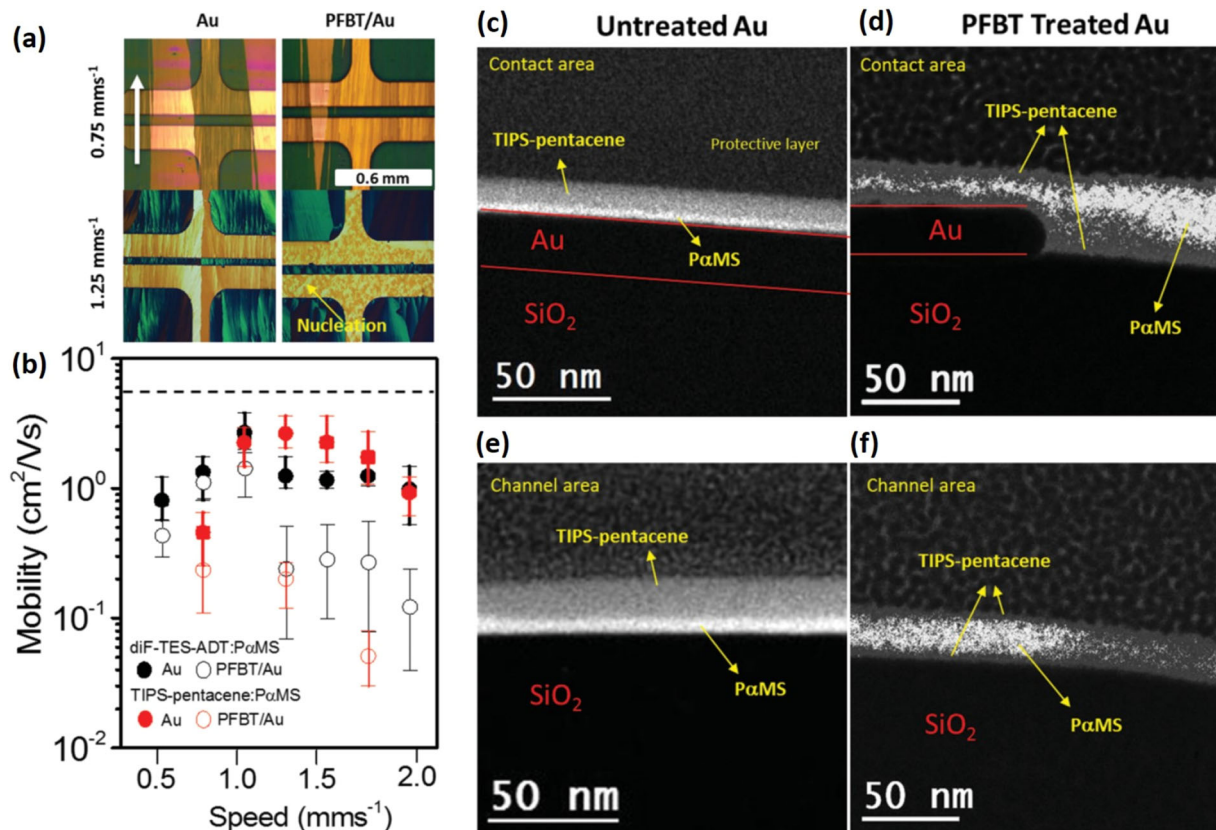 (a)
Au
PFBT/Au
0.75 mms⁻¹
0.6 mm
1.25 mms⁻¹
Nucleation
(b)
Mobility (cm²/Vs)
10¹
10⁰
10⁻¹
10⁻²
diF-TES-ADT:PαMS
Au PFBT/Au
TIPS-pentacene:PαMS
Au PFBT/Au
0.5 1.0 1.5 2.0
Speed (mms⁻¹)
(c)
Untreated Au
Contact area
TIPS-pentacene
Protective layer
Au
PαMS
SiO₂
50 nm
(d)
PFBT Treated Au
Contact area
TIPS-pentacene
Au
PαMS
SiO₂
50 nm
(e)
Channel area
TIPS-pentacene
PαMS
SiO₂
50 nm
(f)
Channel area
TIPS-pentacene
PαMS
SiO₂
50 nm